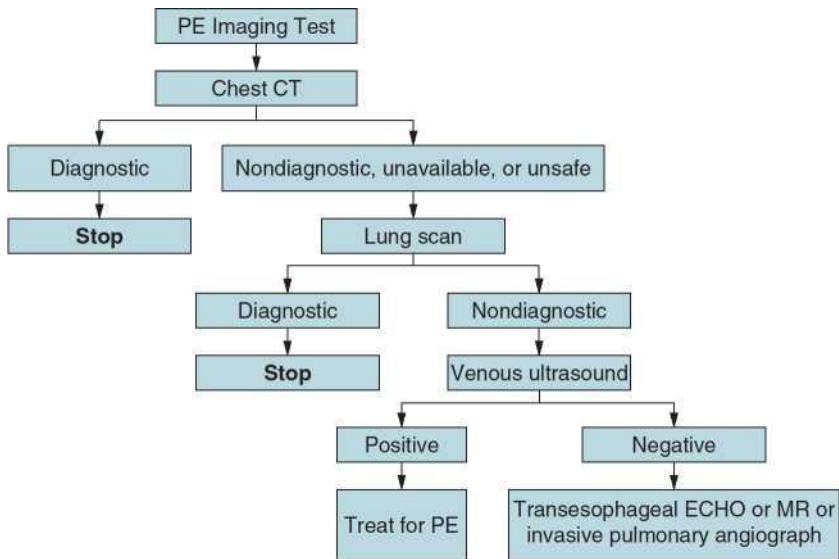 PE Imaging Test
Chest CT
Diagnostic
Nondiagnostic, unavailable, or unsafe
Stop
Lung scan
Diagnostic
Nondiagnostic
Stop
Venous ultrasound
Positive
Negative
Treat for PE
Transesophageal ECHO or MR or
invasive pulmonary angiograph